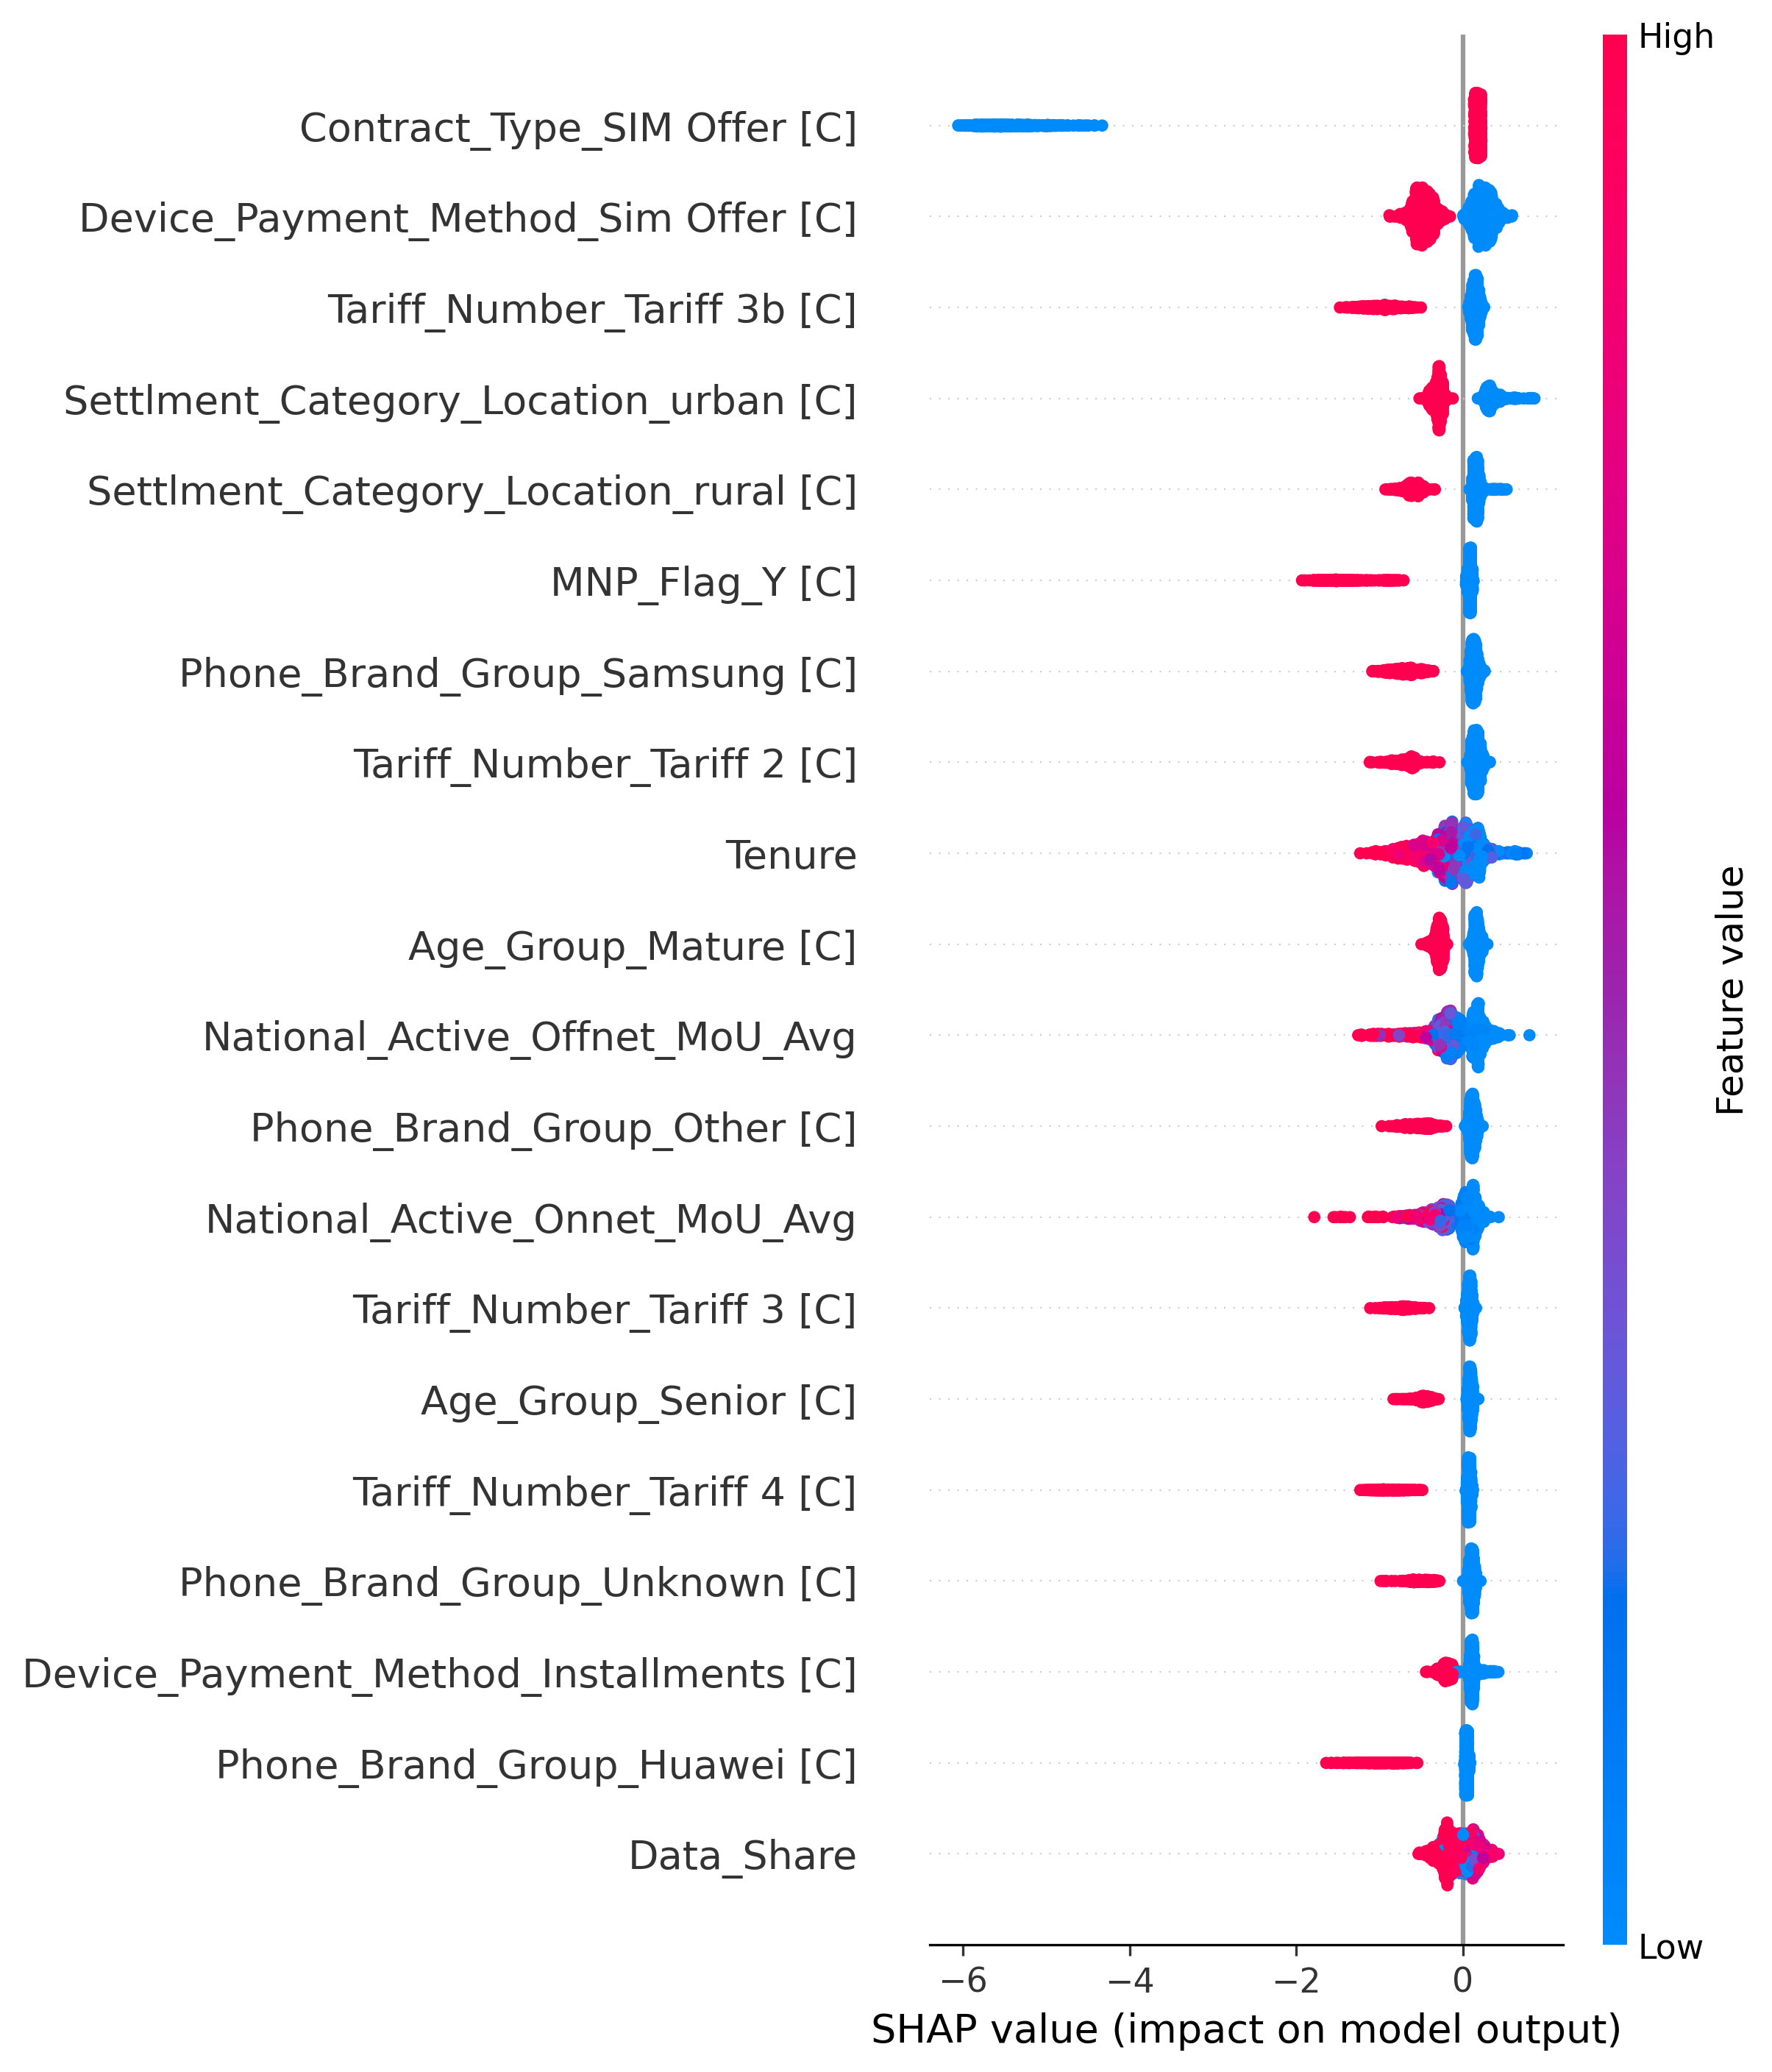 High
Contract_Type_SIM Offer [C]
Device_Payment_Method_Sim Offer [C]
Tariff_Number_Tariff 3b [C]
Settlment_Category_Location_urban [C]
Settlment_Category_Location_rural [C]
MNP_Flag_Y [C]
Phone_Brand_Group_Samsung [C]
Tariff_Number_Tariff 2 [C]
Tenure
Age_Group_Mature [C]
National_Active_Offnet_MoU_Avg
Phone_Brand_Group_Other [C]
National_Active_Onnet_MoU_Avg
Tariff_Number_Tariff 3 [C]
Age_Group_Senior [C]
Tariff_Number_Tariff 4 [C]
Phone_Brand_Group_Unknown [C]
Device_Payment_Method_Installments [C]
Phone_Brand_Group_Huawei [C]
Data_Share
Feature value
Low
−6 −4 −2 0
SHAP value (impact on model output)